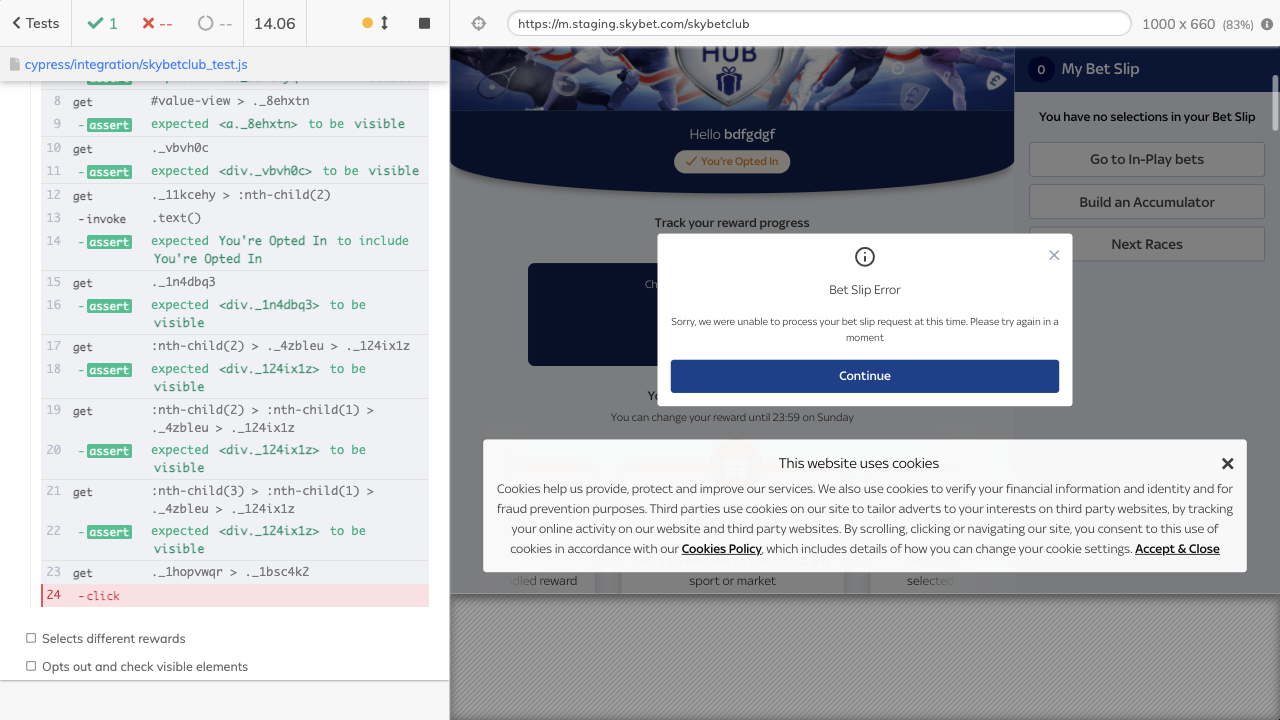 Tests
1
--
--
14.06
https://m.staging.skybet.com/skybetclub
1000 x 660 (83%)
cypress/integration/skybetclub_test.js
8 get #value-view > ._8ehxtn
9 -assert expected <a._8ehxtn> to be visible
10 get ._vbvh0c
11 -assert expected <div._vbvh0c> to be visible
12 get ._11kcehy > :nth-child(2)
13 -invoke .text()
14 -assert expected You're Opted In to include
You're Opted In
15 get ._1n4dbq3
16 -assert expected <div._1n4dbq3> to be
visible
17 get :nth-child(2) > ._4zbleu > ._124ix1z
18 -assert expected <div._124ix1z> to be
visible
19 get :nth-child(2) > :nth-child(1) >
._4zbleu > ._124ix1z
20 -assert expected <div._124ix1z> to be
visible
21 get :nth-child(3) > :nth-child(1) >
._4zbleu > ._124ix1z
22 -assert expected <div._124ix1z> to be
visible
23 get ._1hopvwqr > ._1bsc4k2
24 -click
Selects different rewards
Opts out and check visible elements
HUB
Hello bdfgdgf
You're Opted In
Track your reward progress
Ch
Yo
You can change your reward until 23:59 on Sunday
0 My Bet Slip
You have no selections in your Bet Slip
Go to In-Play bets
Build an Accumulator
Next Races
Bet Slip Error
Sorry, we were unable to process your bet slip request at this time. Please try again in a
moment
Continue
This website uses cookies
Cookies help us provide, protect and improve our services. We also use cookies to verify your financial information and identity and for
fraud prevention purposes. Third parties use cookies on our site to tailor adverts to your interests on third party websites, by tracking
your online activity on our website and third party websites. By scrolling, clicking or navigating our site, you consent to this use of
cookies in accordance with our Cookies Policy, which includes details of how you can change your cookie settings. Accept & Close
dled reward
sport or market
selected